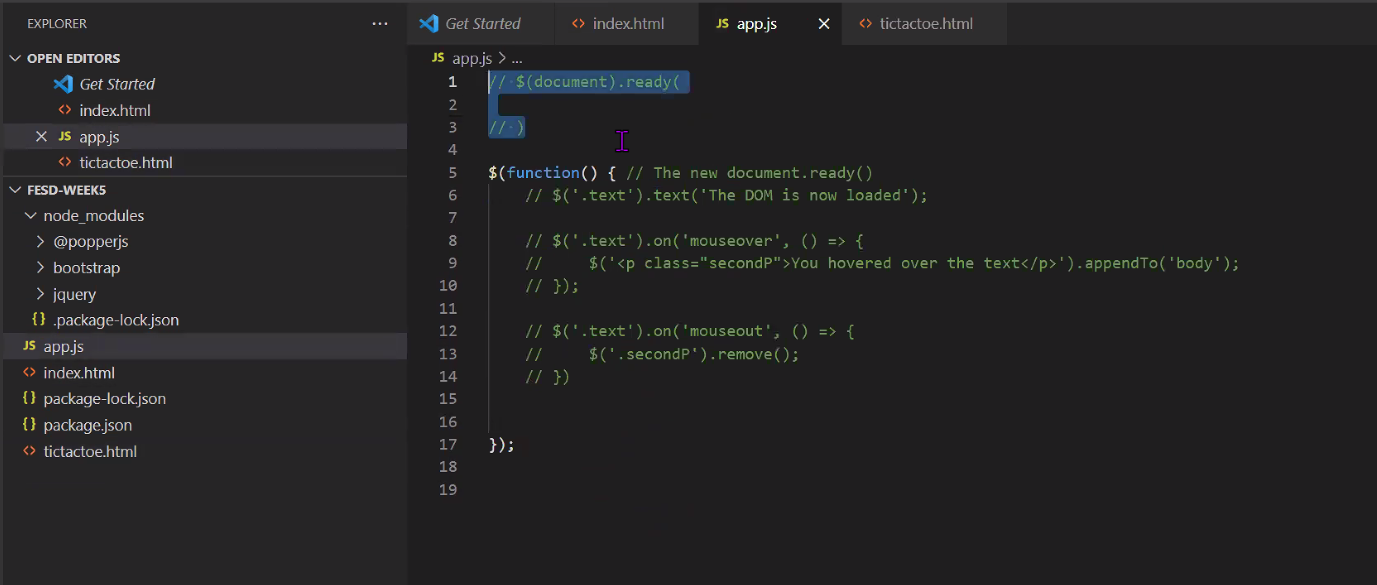 EXPLORER ...
OPEN EDITORS
Get Started
index.html
JS app.js
tictactoe.html
FESD-WEEK5
node_modules
@popperjs
bootstrap
jquery
{} .package-lock.json
JS app.js
index.html
{} package-lock.json
{} package.json
tictactoe.html
Get Started index.html JS app.js tictactoe.html
JS app.js > ...
1 // $(document).ready(
2
3 // )
4
5 $(function() { // The new document.ready()
6 // $('.text').text('The DOM is now loaded');
7
8 // $('.text').on('mouseover', () => {
9 //     $('<p class="secondP">You hovered over the text</p>').appendTo('body');
10 // });
11
12 // $('.text').on('mouseout', () => {
13 //     $('.secondP').remove();
14 // })
15
16
17 });
18
19